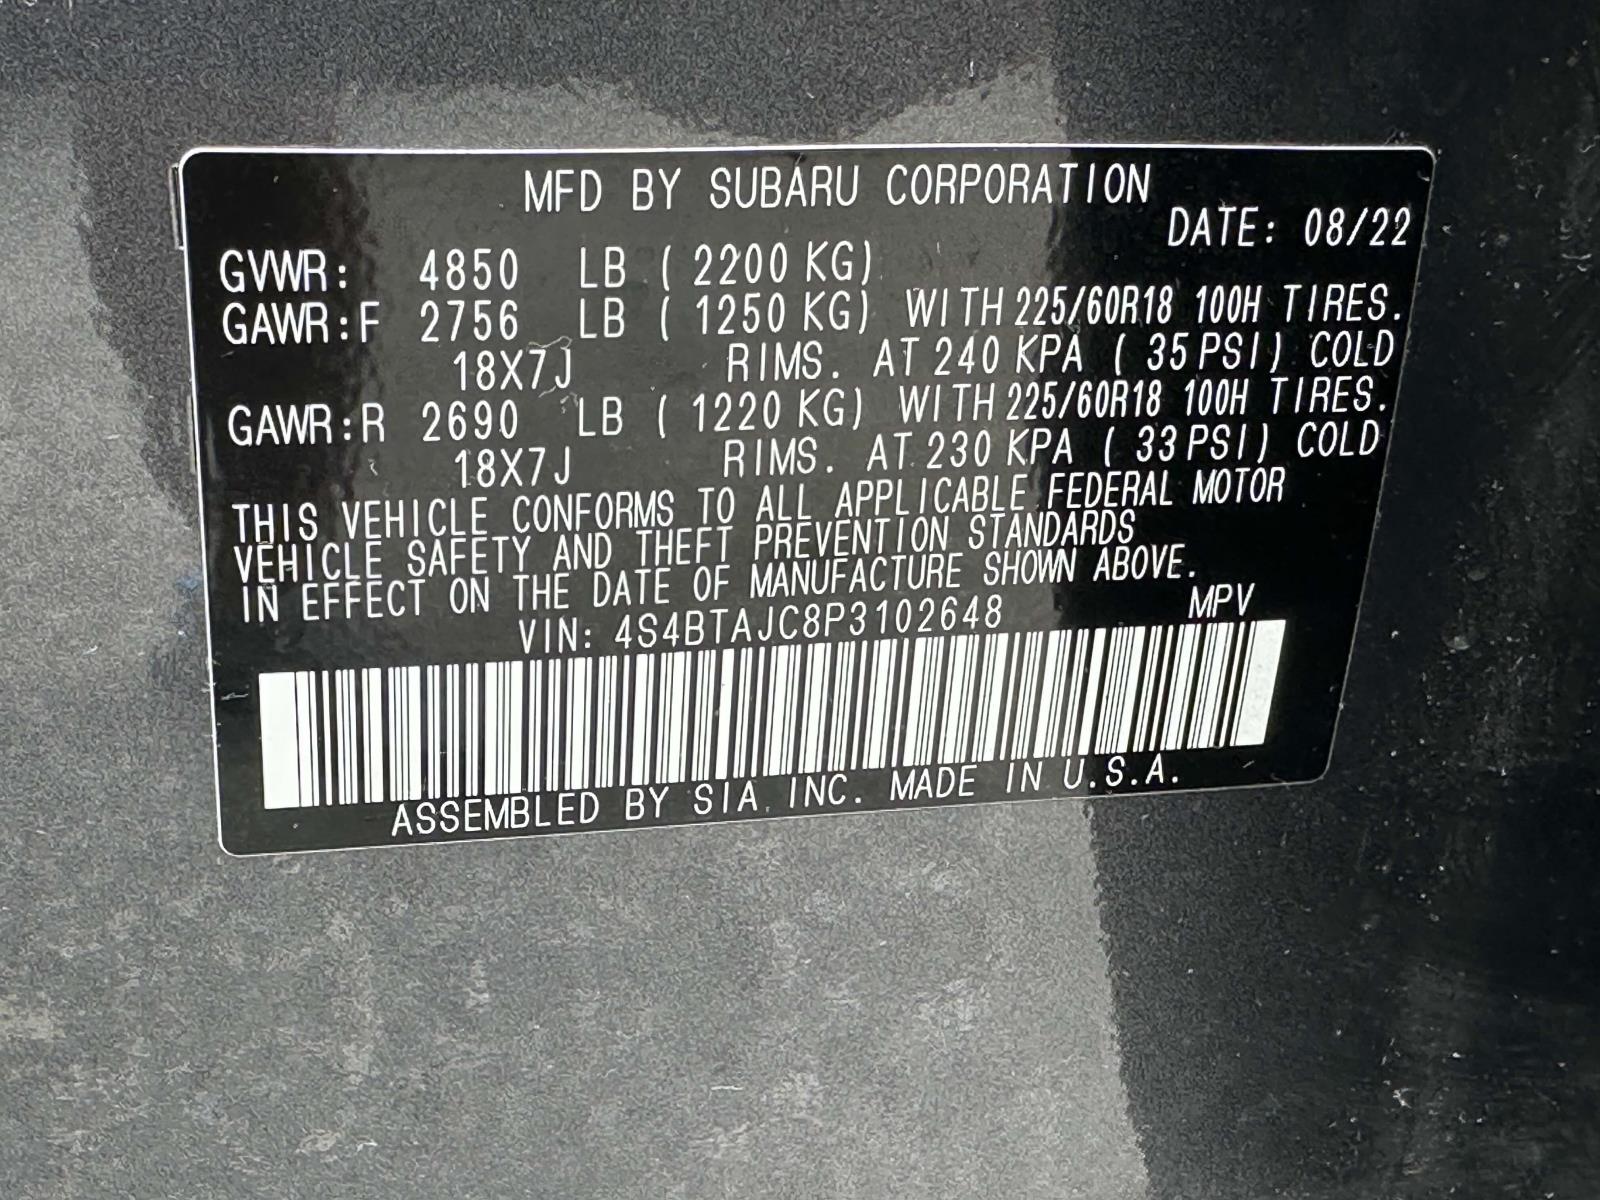 MFD BY SUBARU CORPORATION
DATE: 08/22
GVWR: 4850 LB ( 2200 KG)
GAWR:F 2756 LB ( 1250 KG) WITH 225/60R18 100H TIRES.
18X7J RIMS. AT 240 KPA ( 35 PSI) COLD
GAWR:R 2690 LB ( 1220 KG) WITH 225/60R18 100H TIRES.
18X7J RIMS. AT 230 KPA ( 33 PSI) COLD
THIS VEHICLE CONFORMS TO ALL APPLICABLE FEDERAL MOTOR
VEHICLE SAFETY AND THEFT PREVENTION STANDARDS
IN EFFECT ON THE DATE OF MANUFACTURE SHOWN ABOVE.
VIN: 4S4BTAJC8P3102648 MPV
ASSEMBLED BY SIA, INC. MADE IN U.S.A.